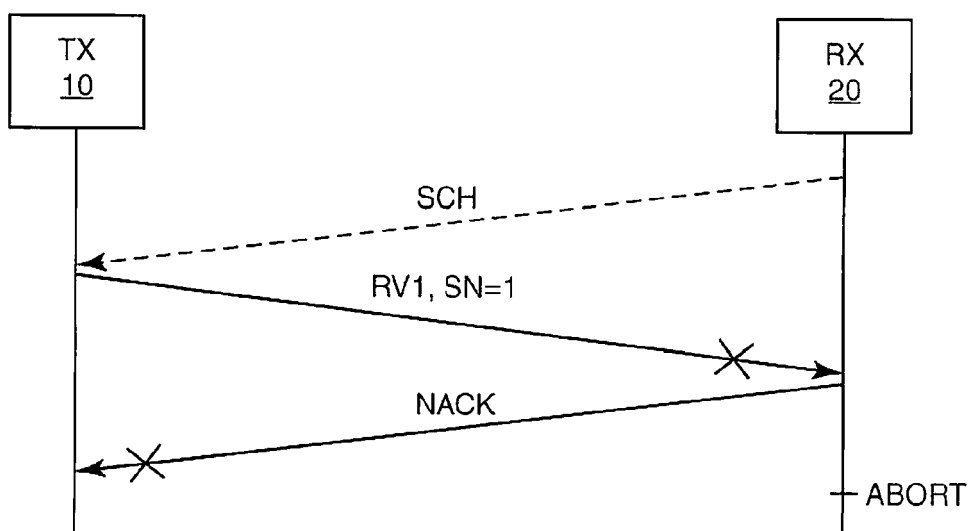 TX
10
RX
20
SCH
RV1, SN=1
NACK
ABORT